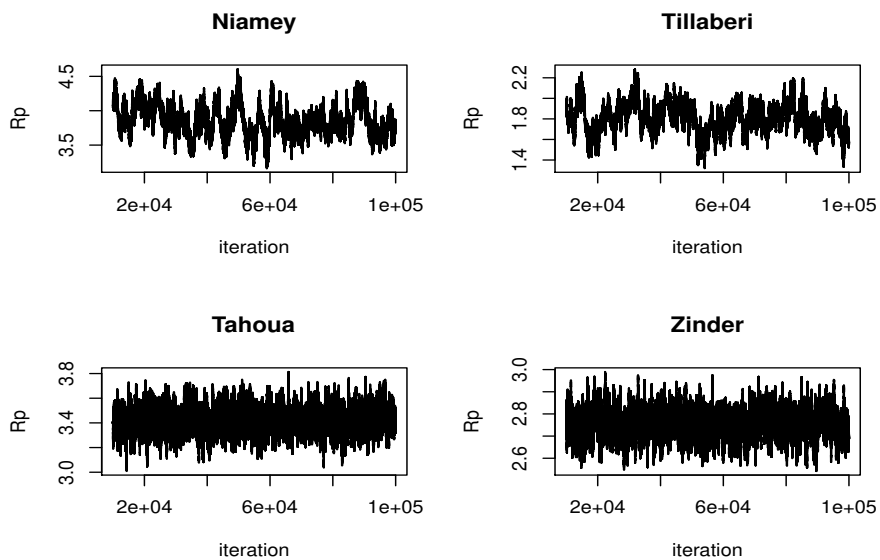 Niamey
Rp
4.5
3.5
2e+04 6e+04 1e+05
iteration
Tillaberi
Rp
2.2
1.8
1.4
2e+04 6e+04 1e+05
iteration
Tahoua
Rp
3.8
3.4
3.0
2e+04 6e+04 1e+05
iteration
Zinder
Rp
3.0
2.8
2.6
2e+04 6e+04 1e+05
iteration